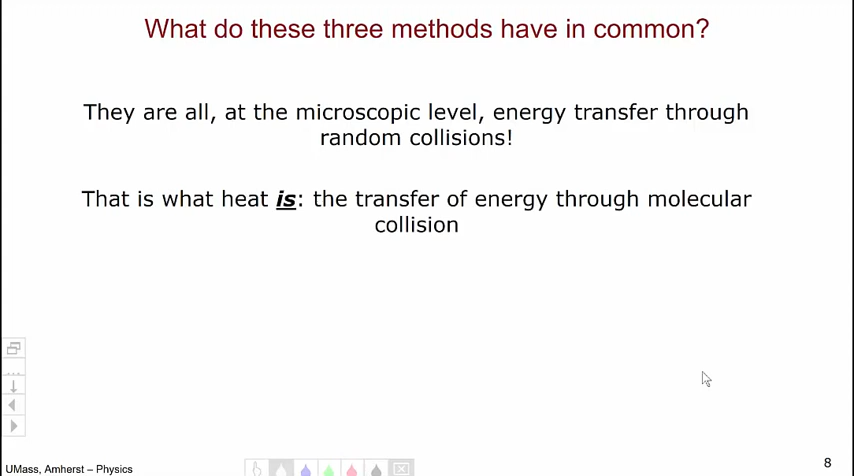 What do these three methods have in common?
They are all, at the microscopic level, energy transfer through
random collisions!
That is what heat is: the transfer of energy through molecular
collision
UMass, Amherst – Physics
8